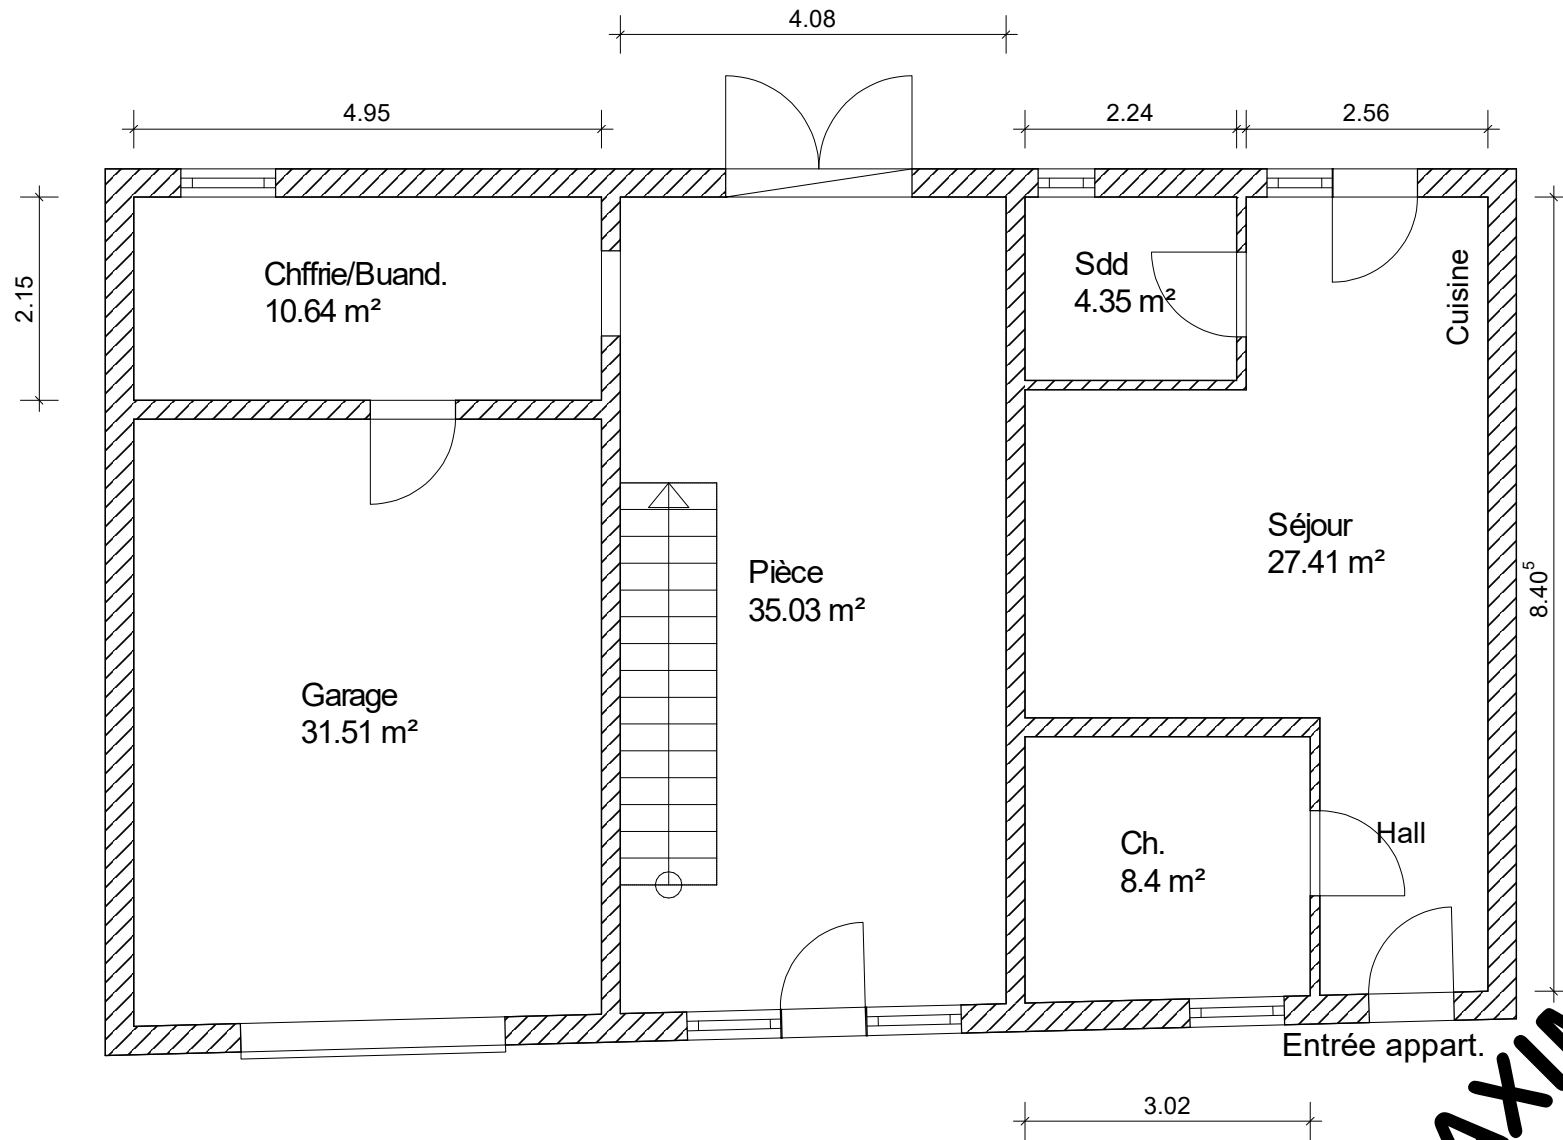 4.08
4.95
2.24
2.56
2.15
Chffrie/Buand.
10.64 m²
Sdd
4.35 m²
Cuisine
Séjour
27.41 m²
8.40⁵
Pièce
35.03 m²
Garage
31.51 m²
Hall
Ch.
8.4 m²
Entrée appart.
3.02